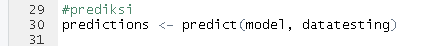 29 #prediksi
30 predictions <- predict(model, datatesting)
31